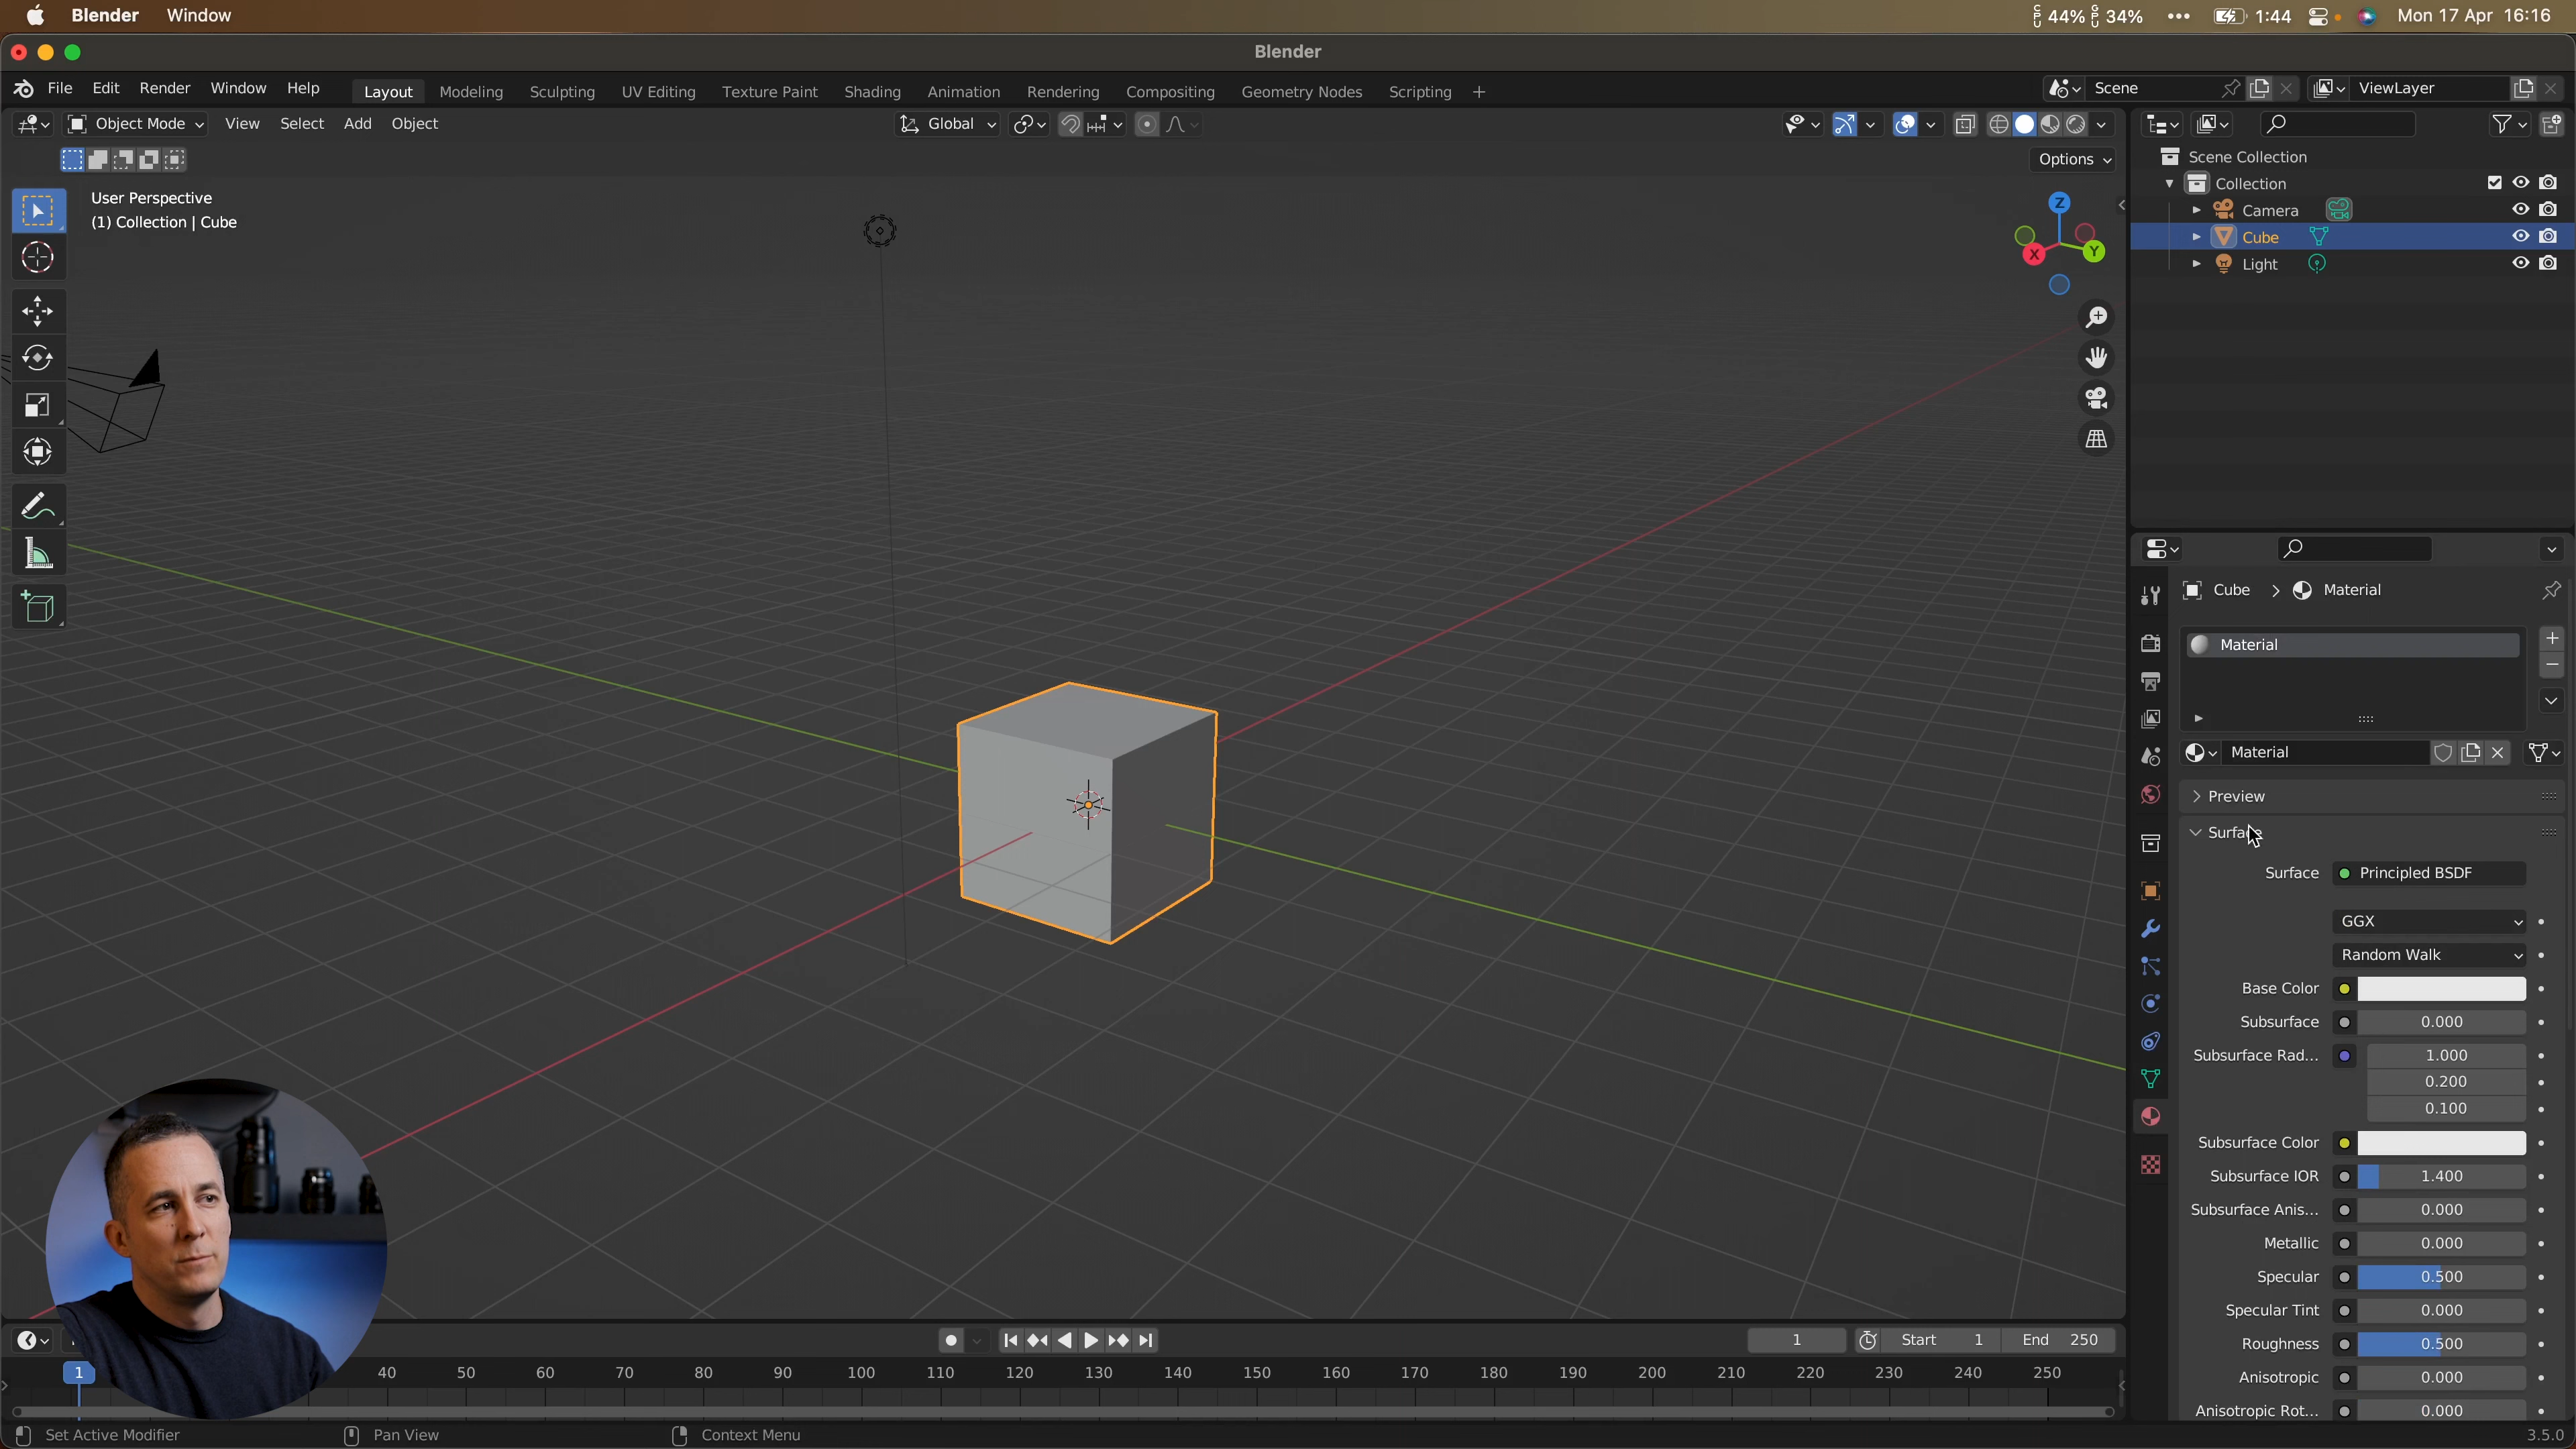 Blender Window
CPU 44% GPU 34% ••• 1:44 Mon 17 Apr 16:16
Blender
File Edit Render Window Help
Layout Modeling Sculpting UV Editing Texture Paint Shading Animation Rendering Compositing Geometry Nodes Scripting +
Scene ViewLayer
Object Mode View Select Add Object
Global
Options
User Perspective
(1) Collection | Cube
Z
X
Y
Scene Collection
Collection
Camera
Cube
Light
Cube > Material
Material
Material
Preview
Surface
Surface Principled BSDF
GGX
Random Walk
Base Color
Subsurface 0.000
Subsurface Rad... 1.000
0.200
0.100
Subsurface Color
Subsurface IOR 1.400
Subsurface Anis... 0.000
Metallic 0.000
Specular 0.500
Specular Tint 0.000
Roughness 0.500
Anisotropic 0.000
Anisotropic Rot... 0.000
1 Start 1 End 250
1 40 50 60 70 80 90 100 110 120 130 140 150 160 170 180 190 200 210 220 230 240 250
Set Active Modifier Pan View Context Menu 3.5.0